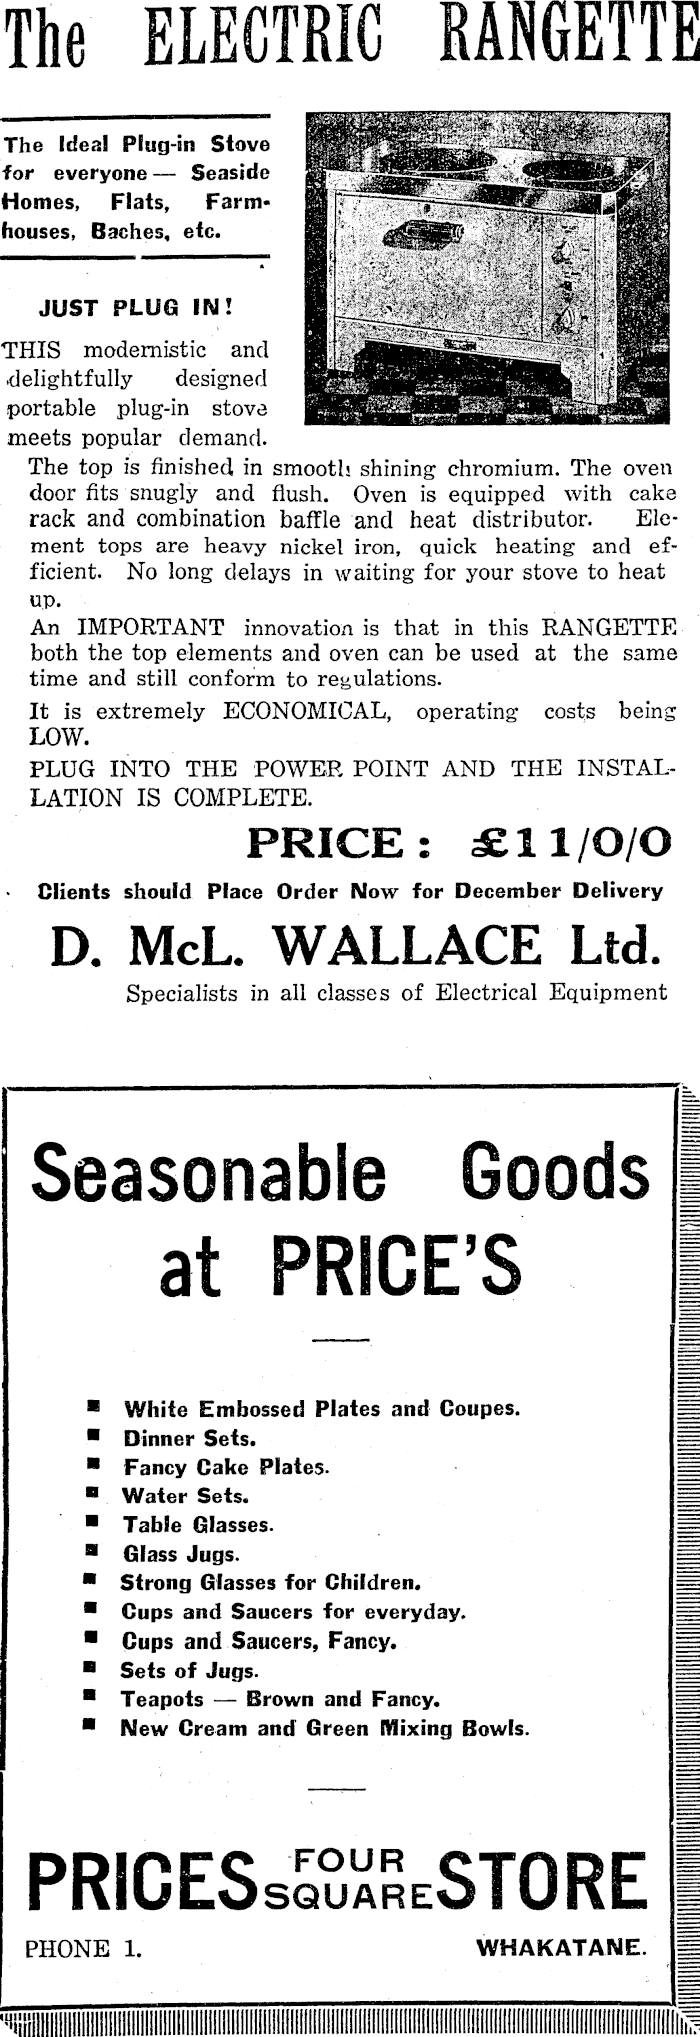 The ELECTRIC RANGETTE
The Ideal Plug-in Stove
for everyone — Seaside
Homes, Flats, Farm-
houses, Baches, etc.
JUST PLUG IN!
THIS modernistic and
delightfully designed
portable plug-in stove
meets popular demand.
The top is finished in smooth shining chromium. The oven
door fits snugly and flush. Oven is equipped with cake
rack and combination baffle and heat distributor. Ele-
ment tops are heavy nickel iron, quick heating and ef-
ficient. No long delays in waiting for your stove to heat
up.
An IMPORTANT innovation is that in this RANGETTE
both the top elements and oven can be used at the same
time and still conform to regulations.
It is extremely ECONOMICAL, operating costs being
LOW.
PLUG INTO THE POWER POINT AND THE INSTAL-
LATION IS COMPLETE.
PRICE: £11/0/0
Clients should Place Order Now for December Delivery
D. McL. WALLACE Ltd.
Specialists in all classes of Electrical Equipment
Seasonable Goods
at PRICE'S
■ White Embossed Plates and Coupes.
■ Dinner Sets.
■ Fancy Cake Plates.
■ Water Sets.
■ Table Glasses.
■ Glass Jugs.
■ Strong Glasses for Children.
■ Cups and Saucers for everyday.
■ Cups and Saucers, Fancy.
■ Sets of Jugs.
■ Teapots — Brown and Fancy.
■ New Cream and Green Mixing Bowls.
PRICES FOUR SQUARE STORE
PHONE 1. WHAKATANE.